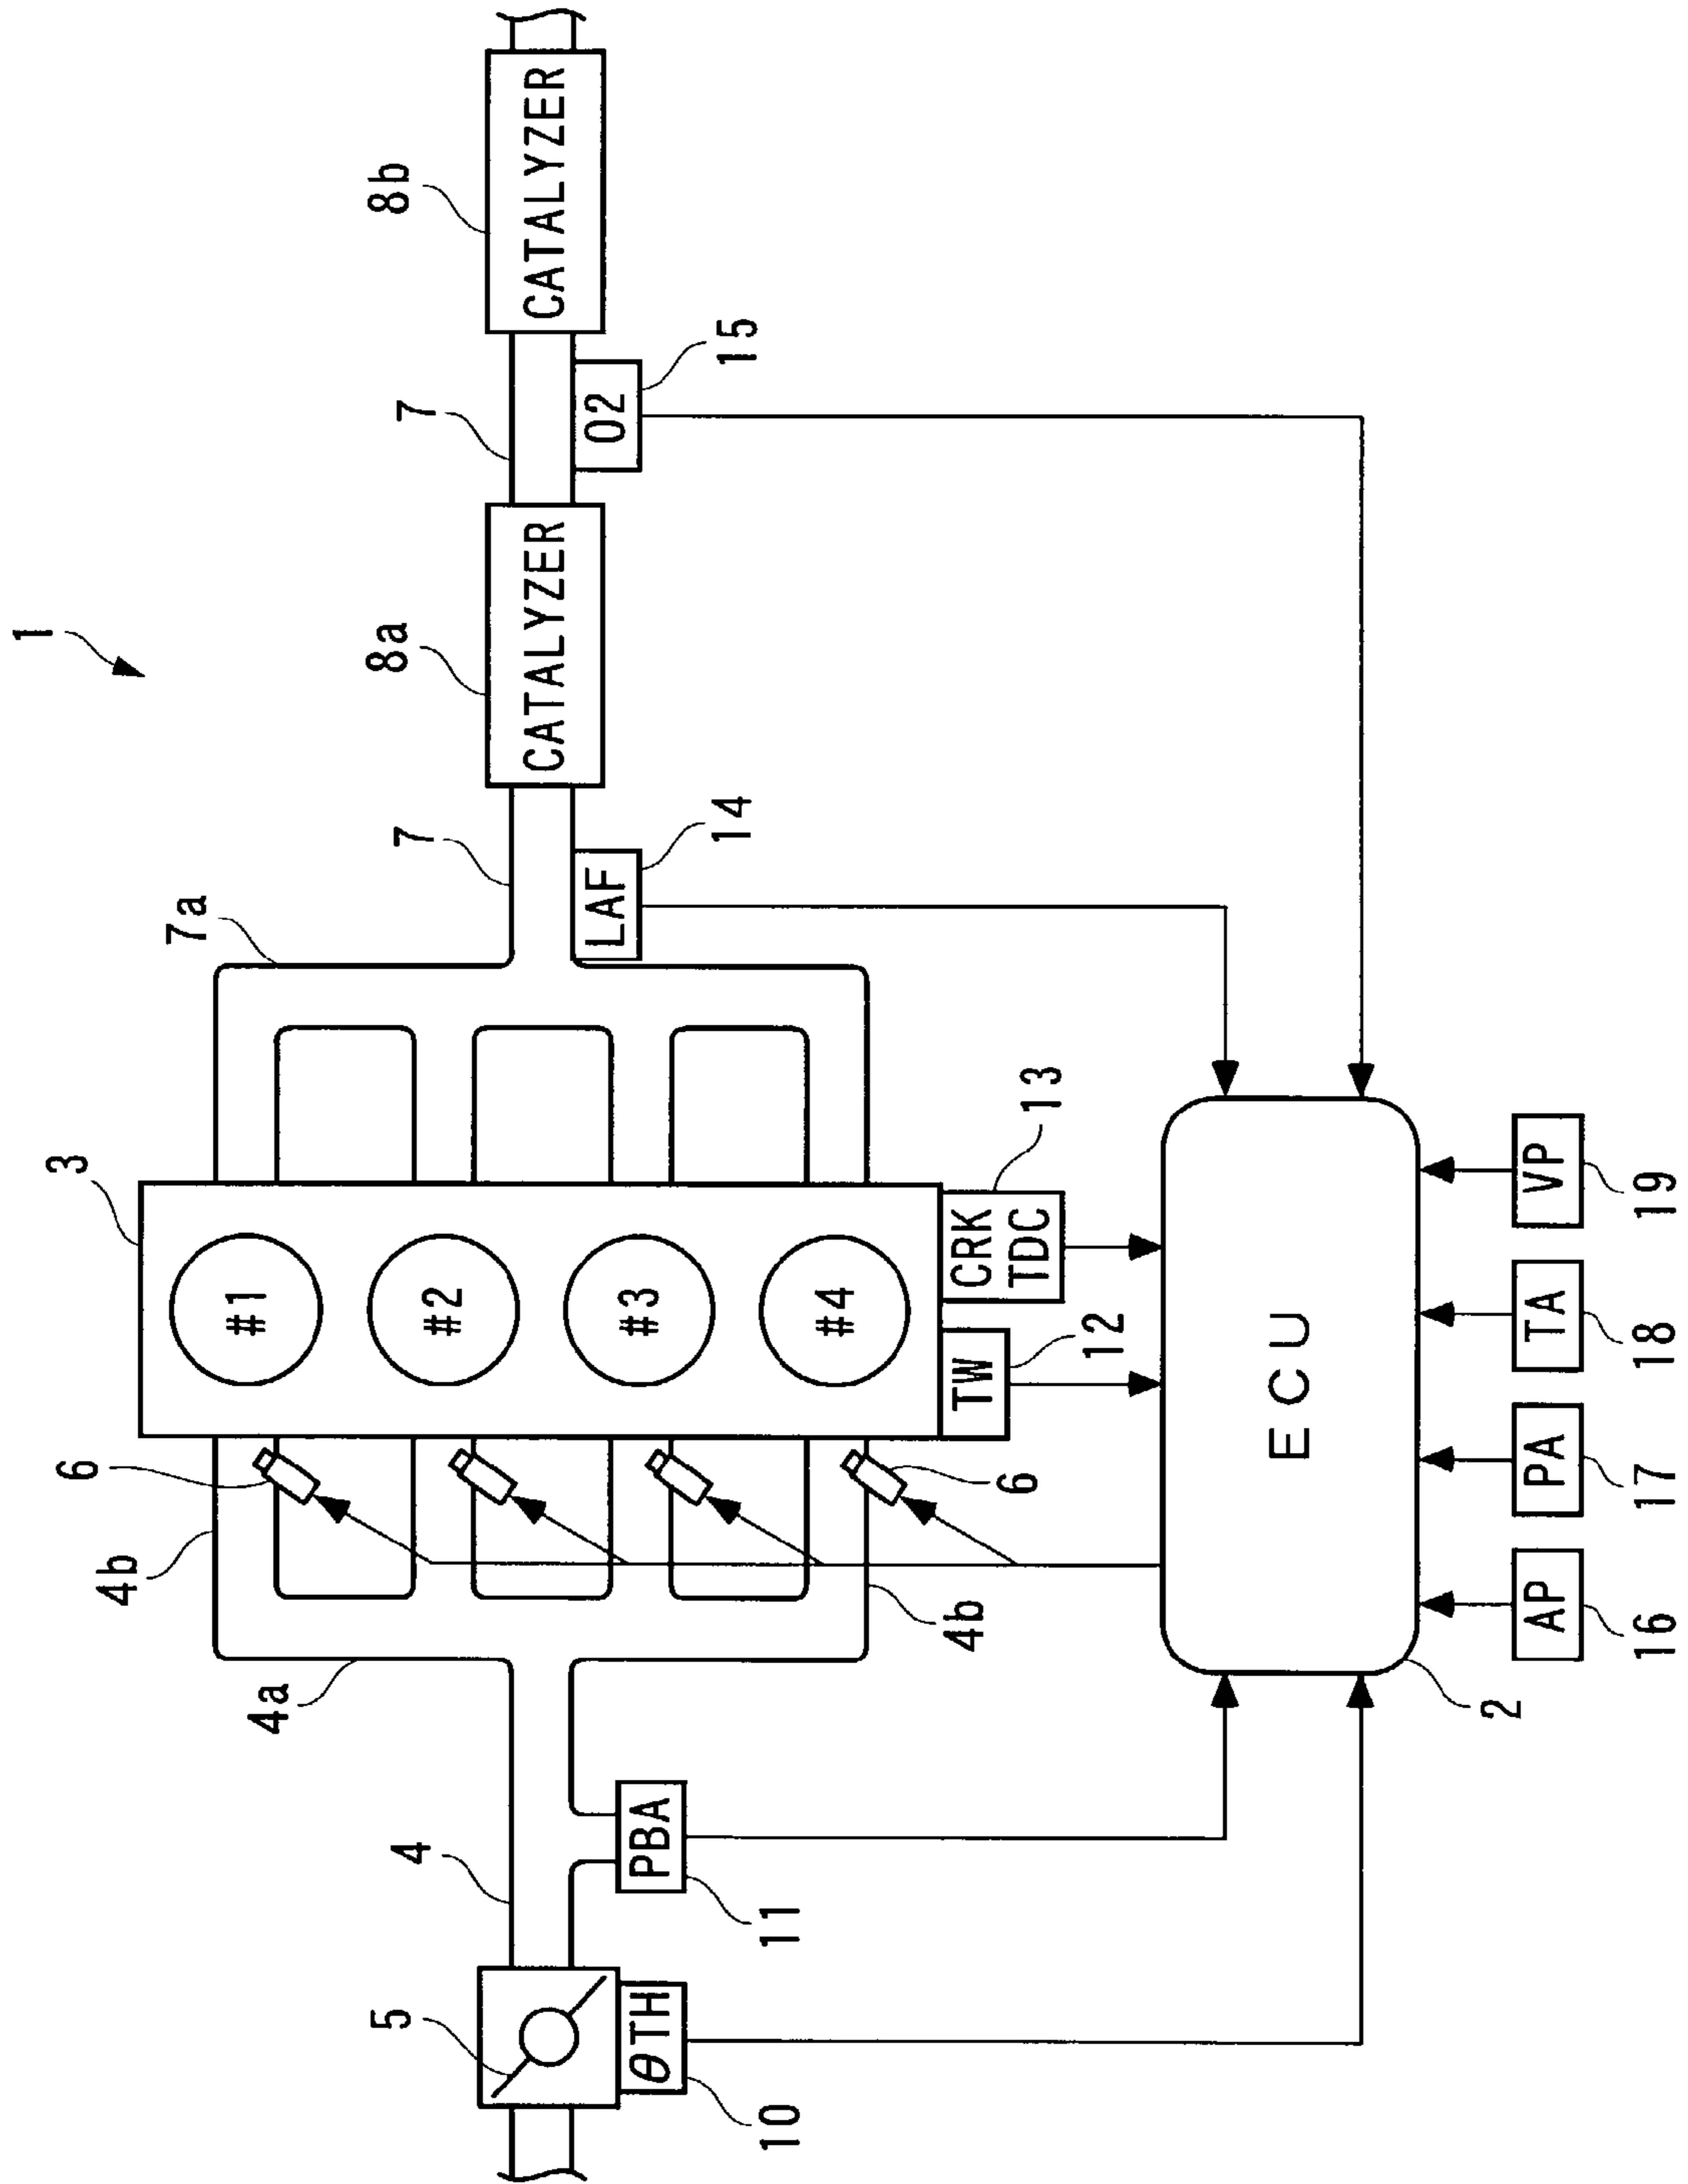 1
3
7a
7
8a
7
8b
CATALYZER
CATALYZER
6
4b
4a
4
5
#1
#2
#3
#4
LAF
14
O2
15
θTH
10
PBA
11
6
4b
TW
12
CRK
TDC
13
ECU
2
AP
16
PA
17
TA
18
VP
19